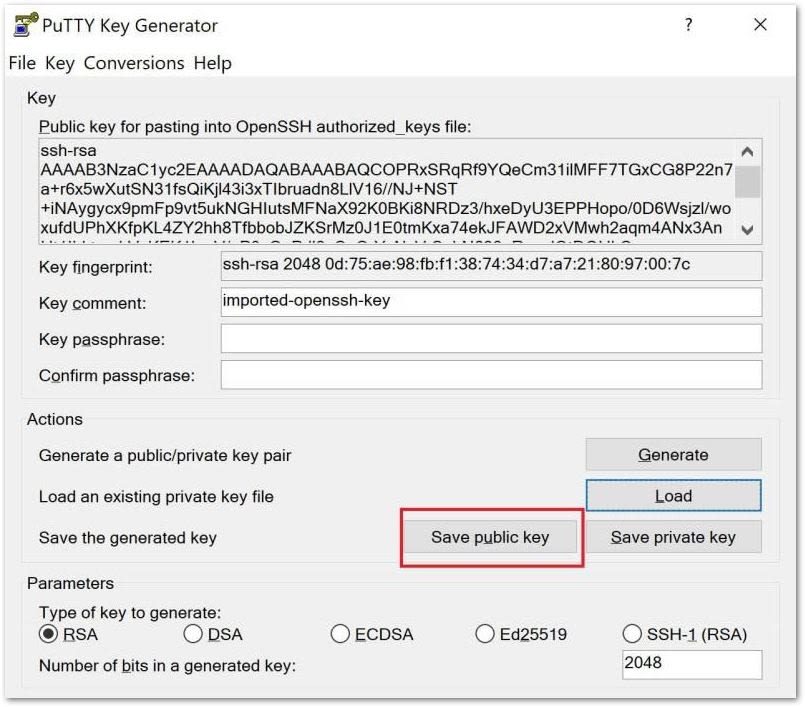 PuTTY Key Generator
?
File Key Conversions Help
Key
Public key for pasting into OpenSSH authorized_keys file:
ssh-rsa
AAAAB3NzaC1yc2EAAAADAQABAAABAQCOPRxSRqRf9YQeCm31ilMFF7TGxCG8P22n7
a+r6x5wXutSN31fsQiKjl43i3xTIbruadn8LlV16//NJ+NST
+iNAygycx9pmFp9vt5ukNGHIutsMFNaX92K0BKi8NRDz3/hxeDyU3EPPHopo/0D6Wsjzl/wo
xufdUPhXKfpKL4ZY2hh8TfbbobJZKSrMz0J1E0tmKxa74ekJFAWD2xVMwh2aqm4ANx3An
Key fingerprint:
ssh-rsa 2048 0d:75:ae:98:fb:f1:38:74:34:d7:a7:21:80:97:00:7c
Key comment:
imported-openssh-key
Key passphrase:
Confirm passphrase:
Actions
Generate a public/private key pair
Generate
Load an existing private key file
Load
Save the generated key
Save public key
Save private key
Parameters
Type of key to generate:
RSA DSA ECDSA Ed25519 SSH-1 (RSA)
Number of bits in a generated key:
2048